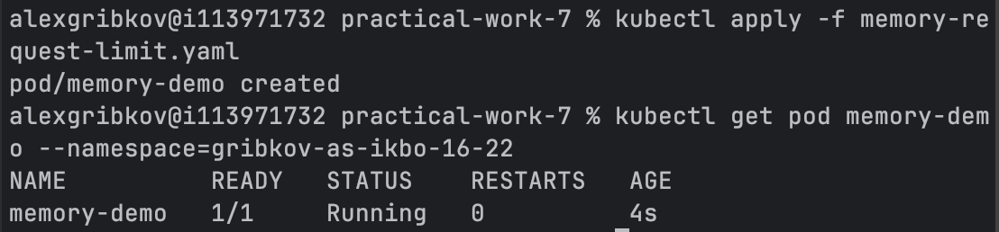 alexgribkov@i113971732 practical-work-7 % kubectl apply -f memory-re
quest-limit.yaml
pod/memory-demo created
alexgribkov@i113971732 practical-work-7 % kubectl get pod memory-dem
o --namespace=gribkov-as-ikbo-16-22
NAME          READY   STATUS    RESTARTS   AGE
memory-demo   1/1     Running   0          4s